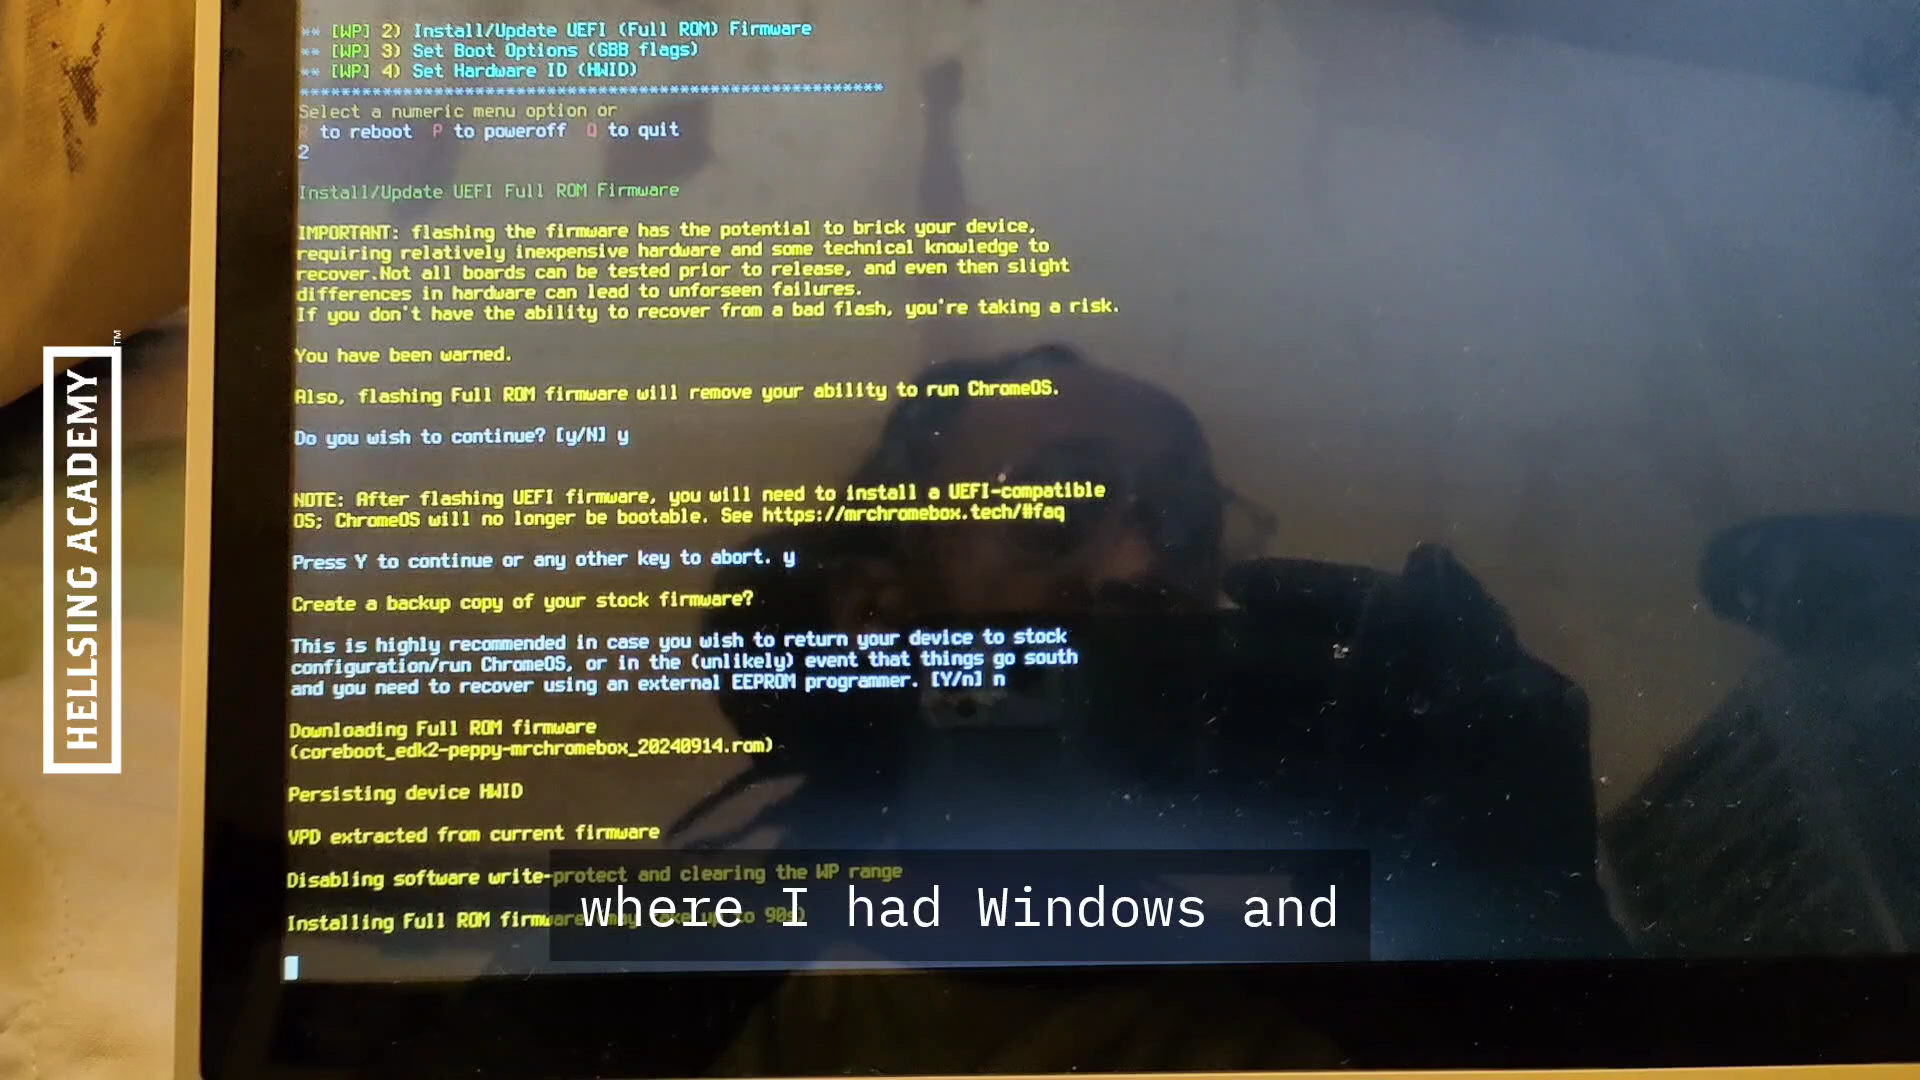 ** [WP] 2) Install/Update UEFI (Full ROM) Firmware
** [WP] 3) Set Boot Options (GBB flags)
** [WP] 4) Set Hardware ID (HWID)
*********************************************************
Select a numeric menu option or
R to reboot P to poweroff Q to quit
2
Install/Update UEFI Full ROM Firmware
IMPORTANT: flashing the firmware has the potential to brick your device,
requiring relatively inexpensive hardware and some technical knowledge to
recover.Not all boards can be tested prior to release, and even then slight
differences in hardware can lead to unforseen failures.
If you don't have the ability to recover from a bad flash, you're taking a risk.
You have been warned.
Also, flashing Full ROM firmware will remove your ability to run ChromeOS.
Do you wish to continue? [y/N] y
NOTE: After flashing UEFI firmware, you will need to install a UEFI-compatible
OS; ChromeOS will no longer be bootable. See https://mrchromebox.tech/#faq
Press Y to continue or any other key to abort. y
Create a backup copy of your stock firmware?
This is highly recommended in case you wish to return your device to stock
configuration/run ChromeOS, or in the (unlikely) event that things go south
and you need to recover using an external EEPROM programmer. [Y/n] n
Downloading Full ROM firmware
(coreboot_edk2-peppy-mrchromebox_20240914.rom)
Persisting device HWID
VPD extracted from current firmware
Disabling software write-protect and clearing the WP range
Installing Full ROM firmware (may take up to 90s)
where I had Windows and
HELLSING ACADEMY™